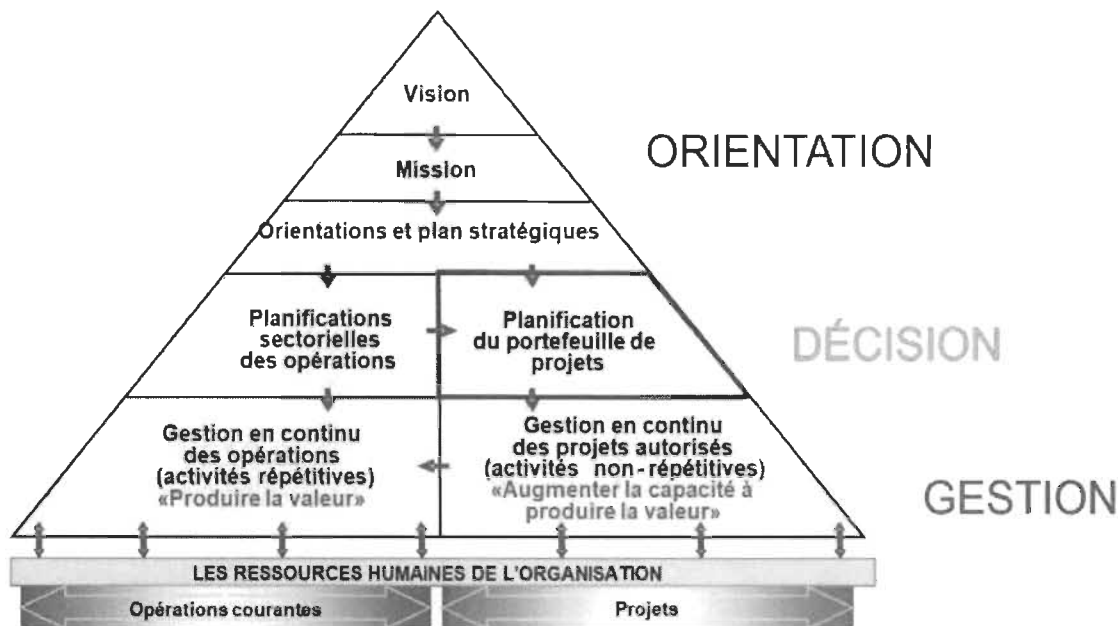 Vision
ORIENTATION
Mission
Orientations et plan stratégiques
Planifications
sectorielles
des opérations
Planification
du portefeuille de
projets
DÉCISION
Gestion en continu
des opérations
(activités répétitives)
«Produire la valeur»
Gestion en continu
des projets autorisés
(activités non-répétitives)
«Augmenter la capacité à
produire la valeur»
GESTION
LES RESSOURCES HUMAINES DE L'ORGANISATION
Opérations courantes
Projets